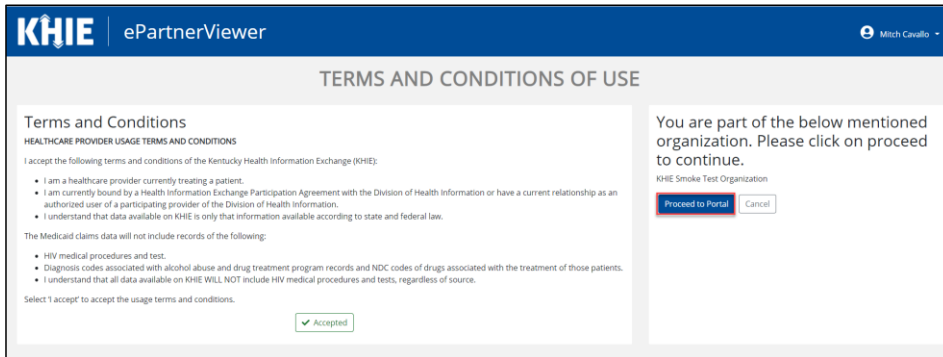 KHIE ePartnerViewer
Mitch Cavallo
TERMS AND CONDITIONS OF USE
Terms and Conditions
HEALTHCARE PROVIDER USAGE TERMS AND CONDITIONS
I accept the following terms and conditions of the Kentucky Health Information Exchange (KHIE):
• I am a healthcare provider currently treating a patient.
• I am currently bound by a Health Information Exchange Participation Agreement with the Division of Health Information or have a current relationship as an
authorized user of a participating provider of the Division of Health Information.
• I understand that data available on KHIE is only that information available according to state and federal law.
The Medicaid claims data will not include records of the following:
• HIV medical procedures and test.
• Diagnosis codes associated with alcohol abuse and drug treatment program records and NDC codes of drugs associated with the treatment of those patients.
• I understand that all data available on KHIE WILL NOT include HIV medical procedures and tests, regardless of source.
Select 'I accept' to accept the usage terms and conditions.
Accepted
You are part of the below mentioned
organization. Please click on proceed
to continue.
KHIE Smoke Test Organization
Proceed to Portal Cancel